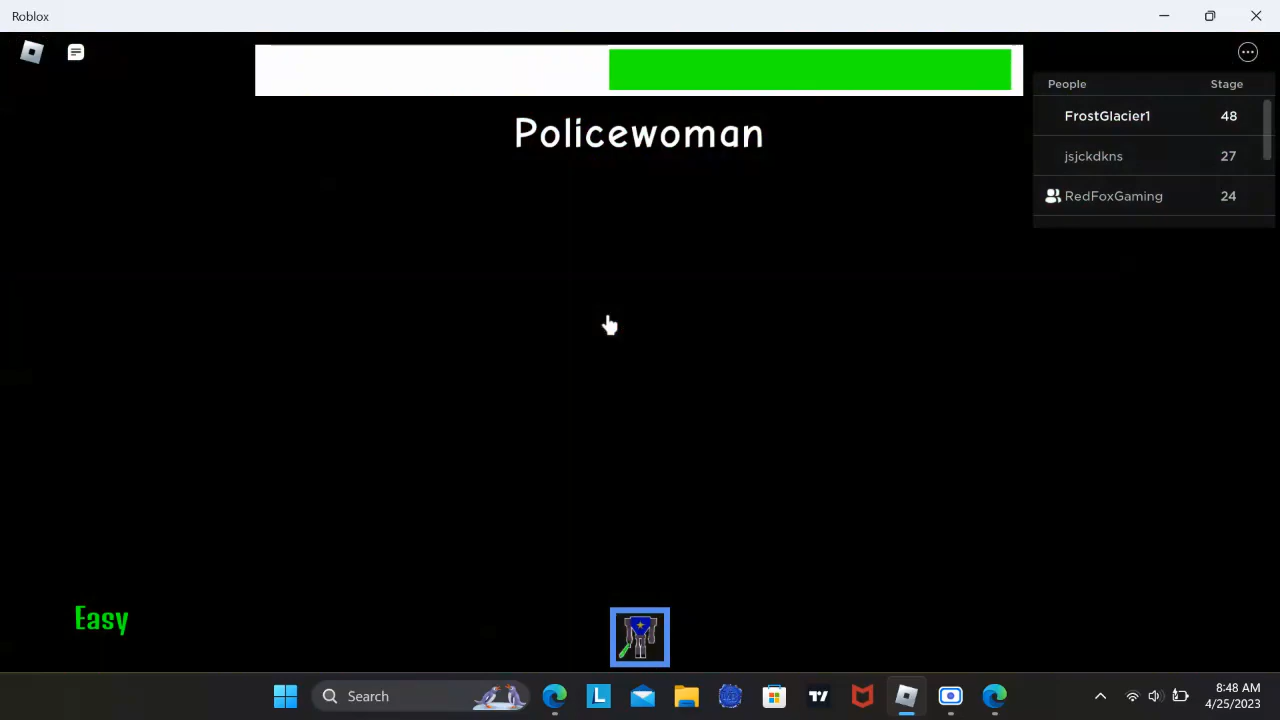 Roblox
People Stage
FrostGlacier1 48
jsjckdkns 27
RedFoxGaming 24
Policewoman
Easy
Search
L
8:48 AM
4/25/2023